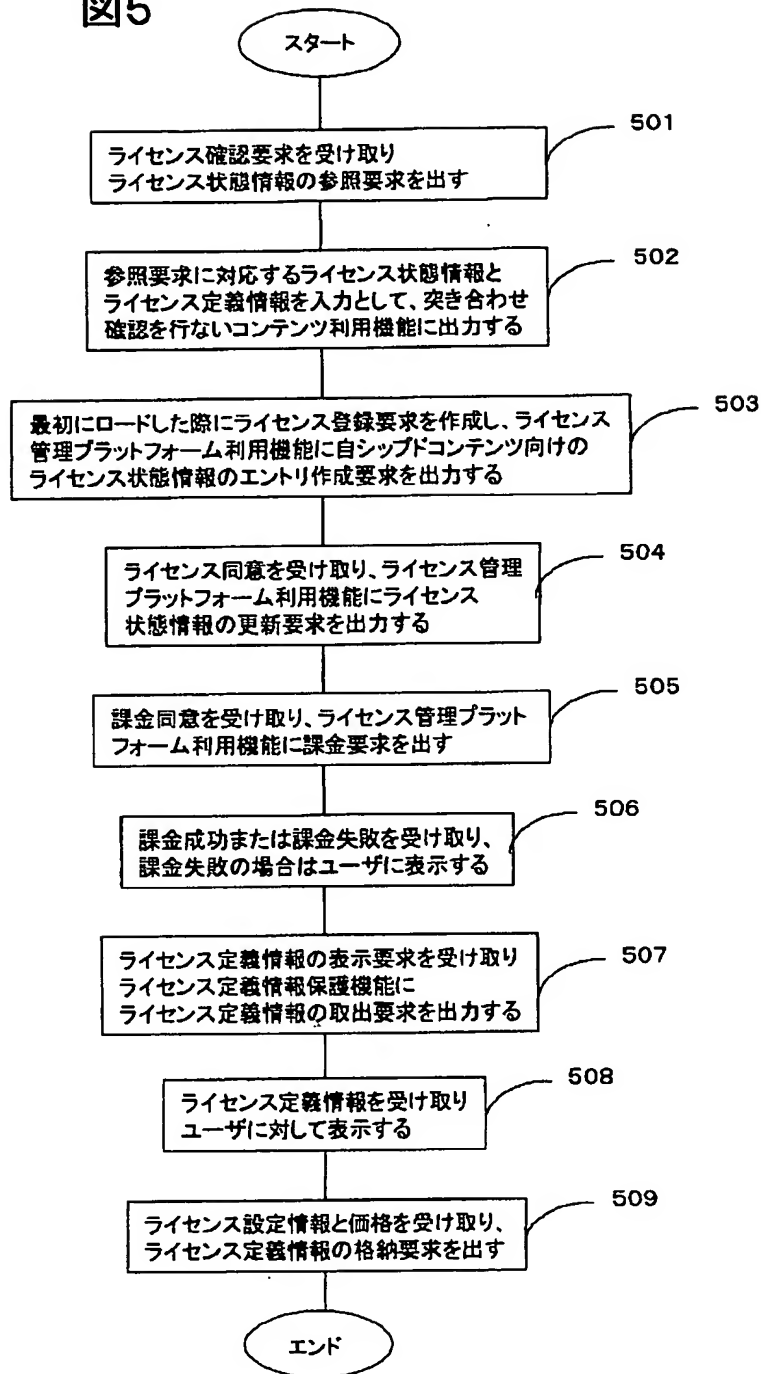 図5
スタート
501
ライセンス確認要求を受け取り
ライセンス状態情報の参照要求を出す
502
参照要求に対応するライセンス状態情報と
ライセンス定義情報を入力として、突き合わせ
確認を行ないコンテンツ利用機能に出力する
503
最初にロードした際にライセンス登録要求を作成し、ライセンス
管理プラットフォーム利用機能に自シップドコンテンツ向けの
ライセンス状態情報のエントリ作成要求を出力する
504
ライセンス同意を受け取り、ライセンス管理
プラットフォーム利用機能にライセンス
状態情報の更新要求を出力する
505
課金同意を受け取り、ライセンス管理プラット
フォーム利用機能に課金要求を出す
506
課金成功または課金失敗を受け取り、
課金失敗の場合はユーザに表示する
507
ライセンス定義情報の表示要求を受け取り
ライセンス定義情報保護機能に
ライセンス定義情報の取出要求を出力する
508
ライセンス定義情報を受け取り
ユーザに対して表示する
509
ライセンス設定情報と価格を受け取り、
ライセンス定義情報の格納要求を出す
エンド